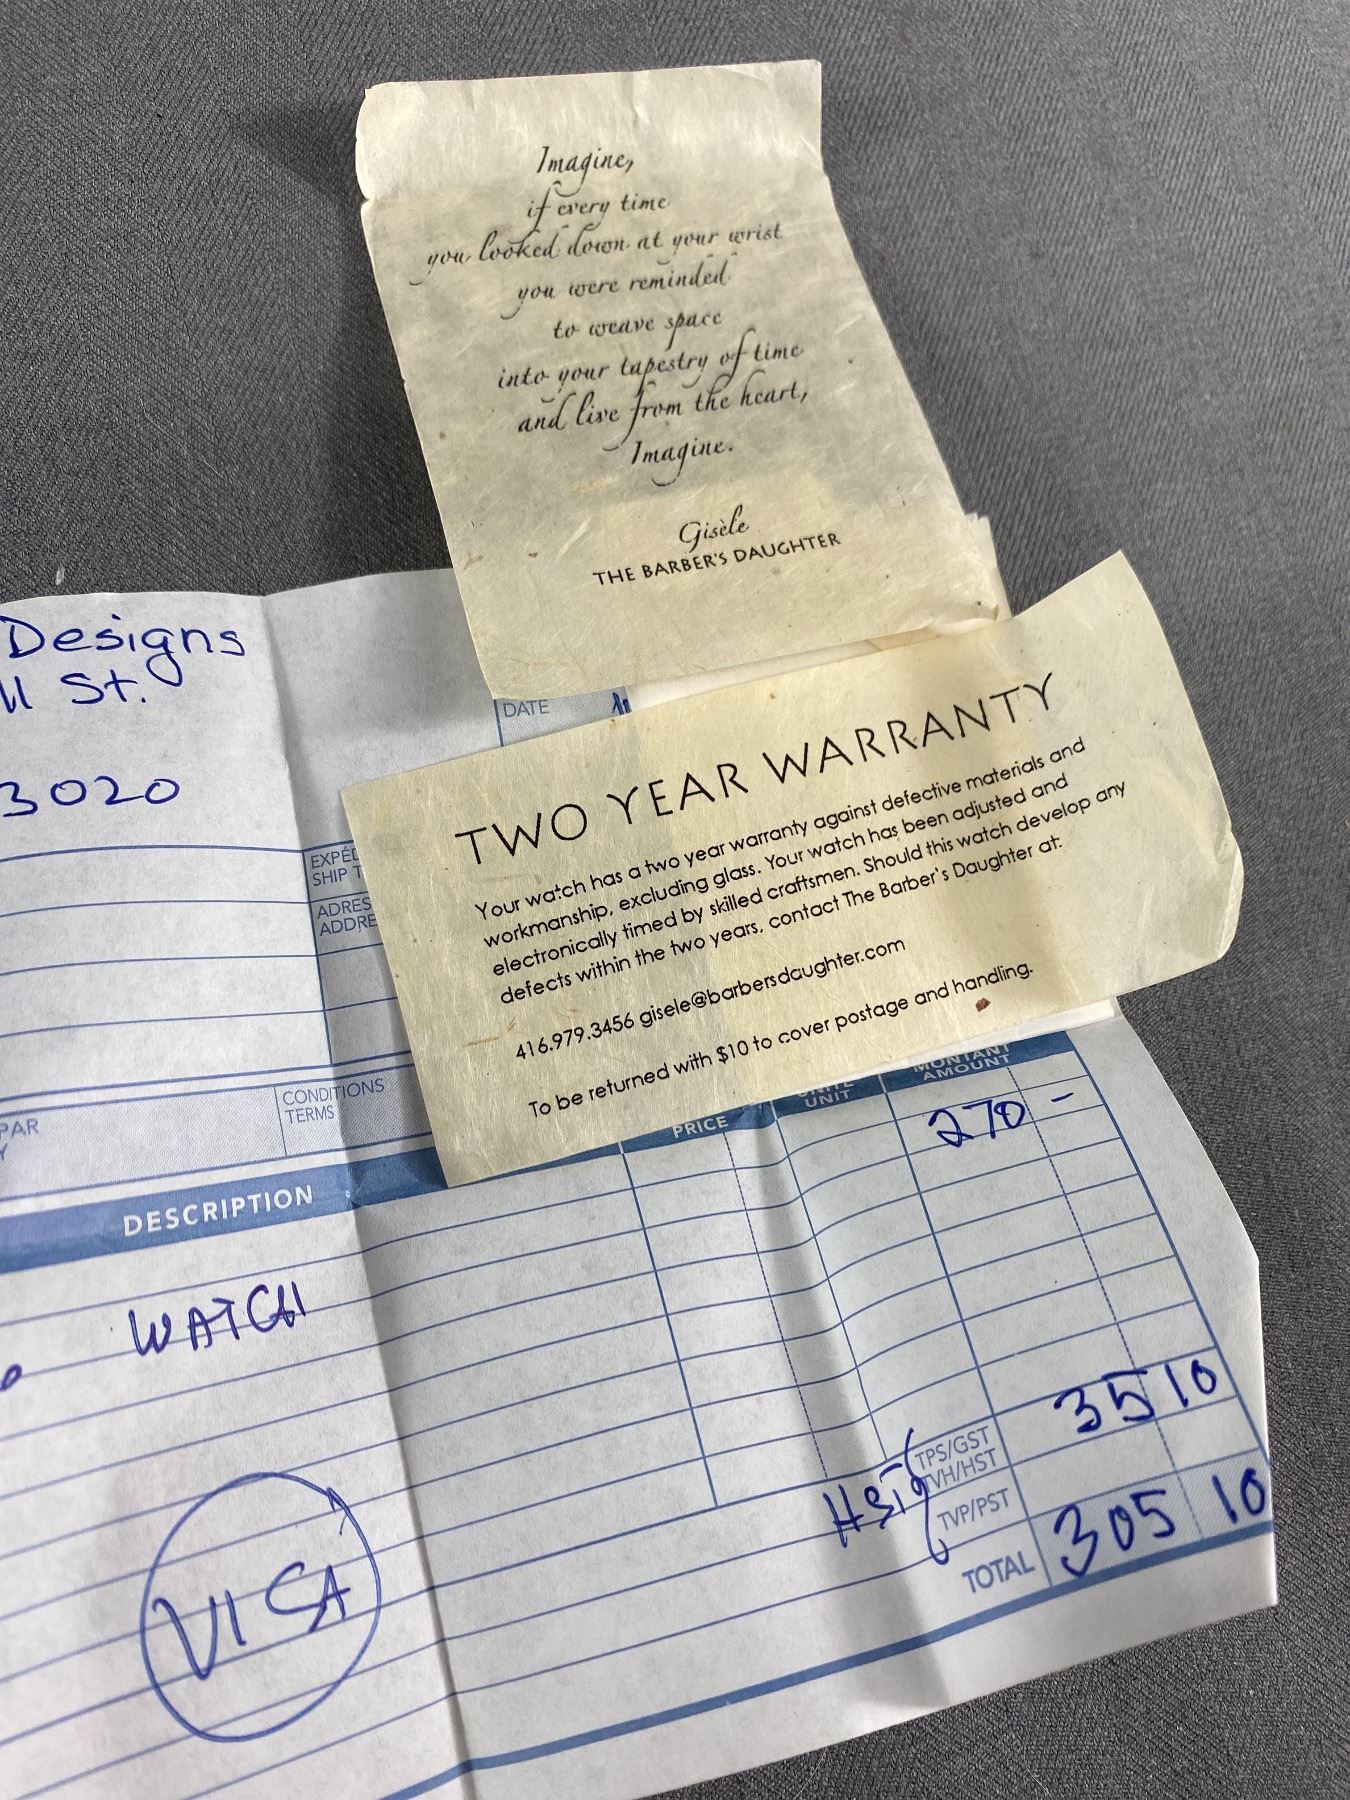 Imagine,
if every time
you looked down at your wrist
you were reminded
to weave space
into your tapestry of time
and live from the heart,
Imagine.
Gisèle
THE BARBER'S DAUGHTER
Designs
St.
3020
DATE
TWO YEAR WARRANTY
Your watch has a two year warranty against defective materials and
workmanship, excluding glass. Your watch has been adjusted and
electronically timed by skilled craftsmen. Should this watch develop any
defects within the two years, contact The Barber's Daughter at:
416.979.3456 gisele@barbersdaughter.com
To be returned with $10 to cover postage and handling.
SHIP
PAR
CONDITIONS
TERMS
DESCRIPTION
PRICE
UNIT
MONTANT
AMOUNT
270 -
WATCH
TPS/GST
TVH/HST
35 10
HST
TVP/PST
TOTAL
305 10
VISA